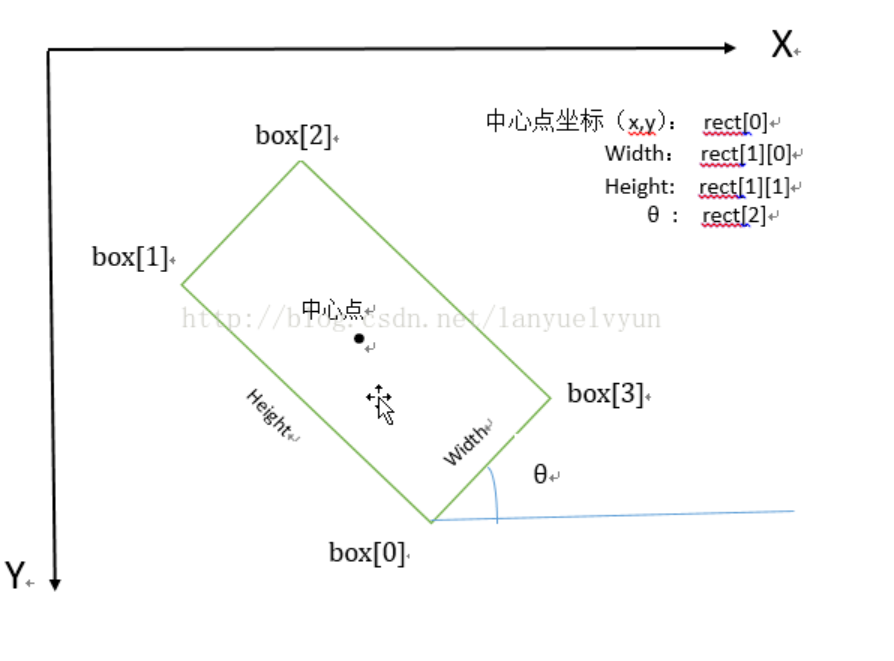 X
中心点坐标（x,y）： rect[0]
Width： rect[1][0]
Height: rect[1][1]
θ ： rect[2]
box[2]
box[1]
中心点
http://blog.csdn.net/lanyuelvyun
box[3]
Height
Width
θ
box[0]
Y